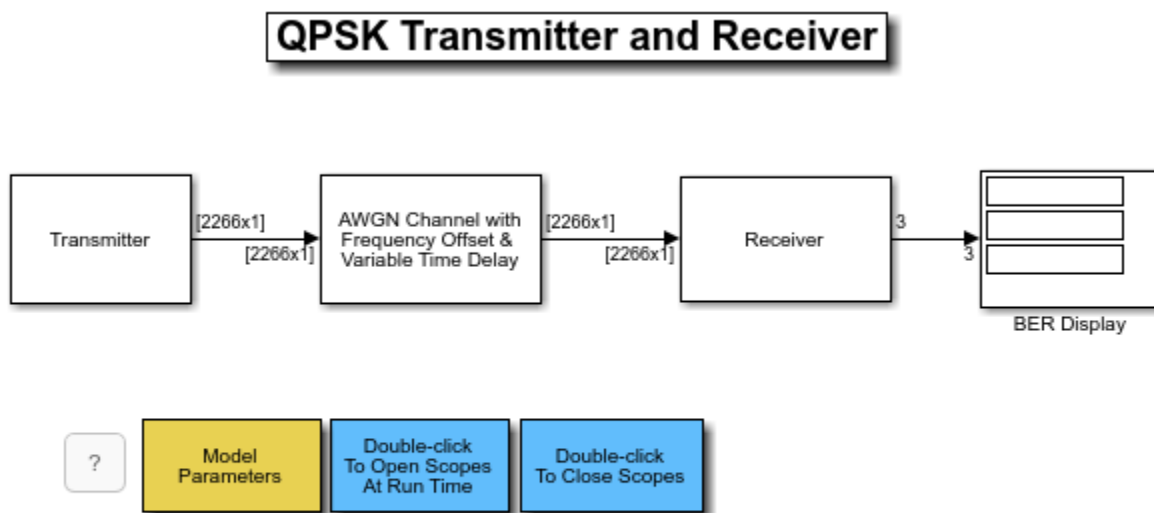 QPSK Transmitter and Receiver
Transmitter
[2266x1]
[2266x1]
AWGN Channel with
Frequency Offset &
Variable Time Delay
[2266x1]
[2266x1]
Receiver
3
3
BER Display
?
Model
Parameters
Double-click
To Open Scopes
At Run Time
Double-click
To Close Scopes